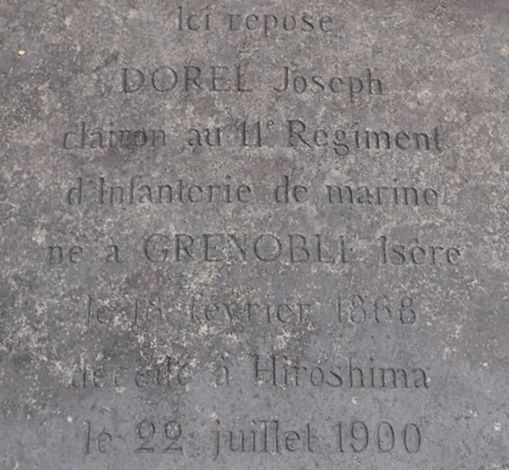 Ici repose
DOREL Joseph
clairon au 11e Régiment
d'Infanterie de marine
né à GRENOBLE Isère
le 18 février 1868
décédé à Hiroshima
le 22 juillet 1900